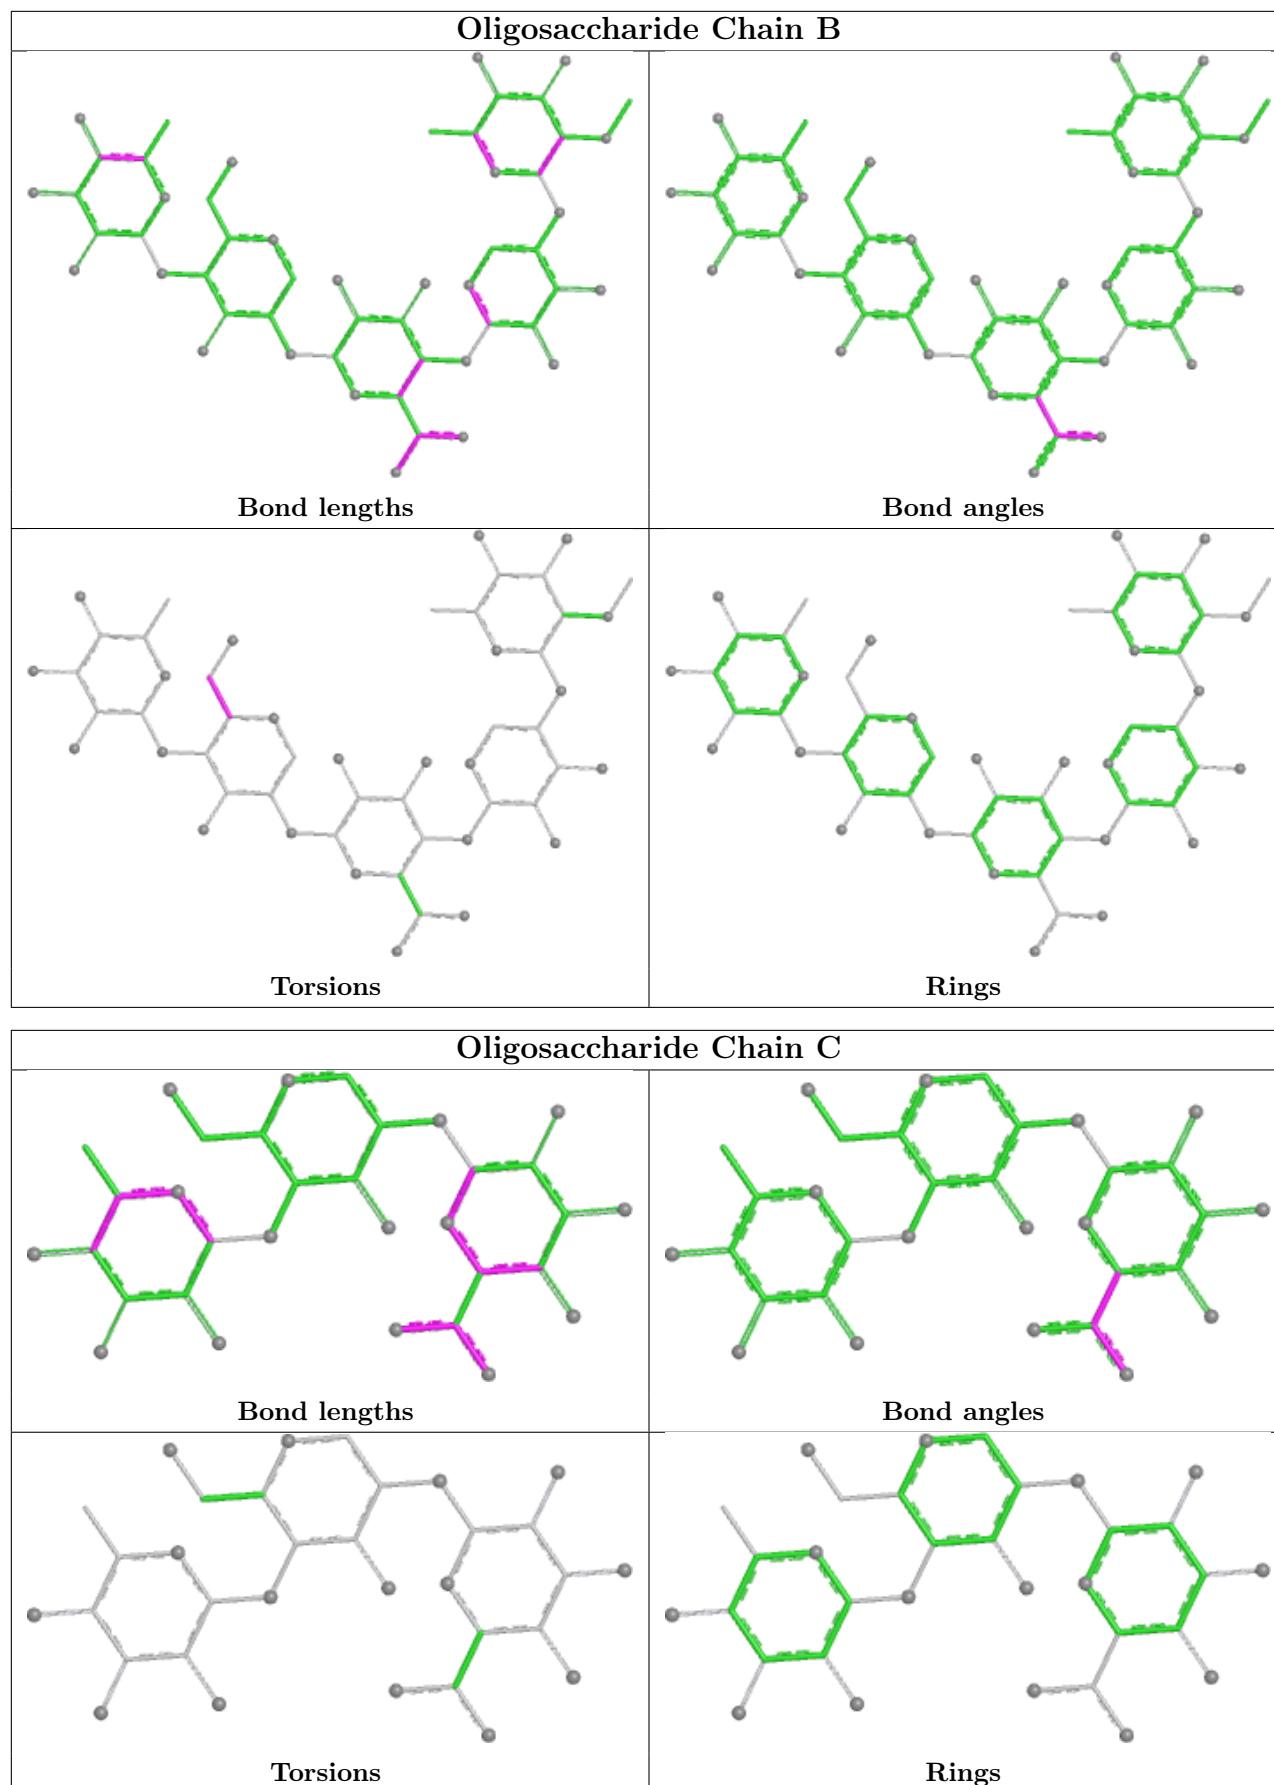 Oligosaccharide Chain B
Bond lengths
Bond angles
Torsions
Rings
Oligosaccharide Chain C
Bond lengths
Bond angles
Torsions
Rings